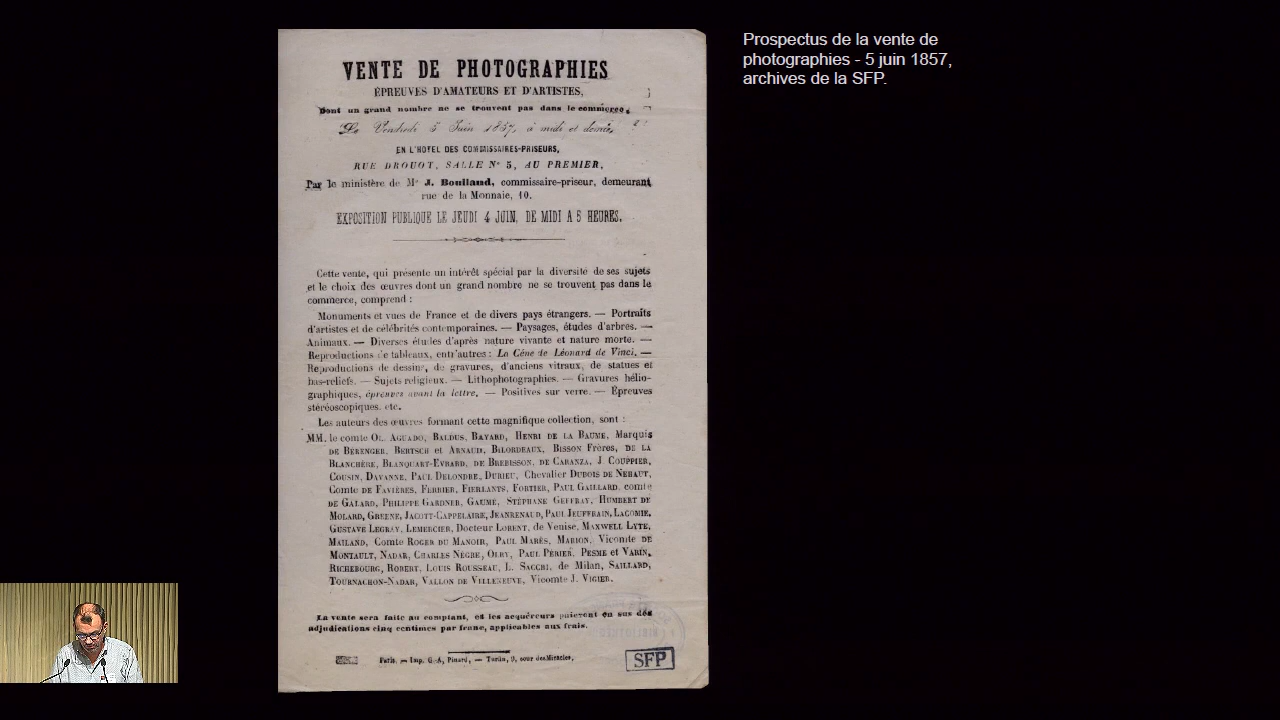 VENTE DE PHOTOGRAPHIES
ÉPREUVES D'AMATEURS ET D'ARTISTES,
Dont un grand nombre ne se trouvent pas dans le commerce,
Le Vendredi 5 Juin 1857, à midi et demie,
EN L'HOTEL DES COMMISSAIRES-PRISEURS,
RUE DROUOT, SALLE N° 5, AU PREMIER,
Par le ministère de Me J. Boulland, commissaire-priseur, demeurant
rue de la Monnaie, 10.
EXPOSITION PUBLIQUE LE JEUDI 4 JUIN, DE MIDI A 5 HEURES.
Cette vente, qui présente un intérêt spécial par la diversité de ses sujets
et le choix des œuvres dont un grand nombre ne se trouvent pas dans le
commerce, comprend :
Monuments et vues de France et de divers pays étrangers. — Portraits
d'artistes et de célébrités contemporaines. — Paysages, études d'arbres. —
Animaux. — Diverses études d'après nature vivante et nature morte. —
Reproductions de tableaux, entr'autres : La Cène de Léonard de Vinci. —
Reproductions de dessins, de gravures, d'anciens vitraux, de statues et
bas-reliefs. — Sujets religieux. — Lithophotographies. — Gravures hélio-
graphiques, épreuves avant la lettre. — Positives sur verre. — Épreuves
stéréoscopiques, etc.
Les auteurs des œuvres formant cette magnifique collection, sont :
MM. le comte OL. AGUADO, BALDUS, BAYARD, HENRI DE LA BAUME, Marquis
DE BÉRENGER, BERTSCH et ARNAUD, BILORDEAUX, BISSON Frères, DE LA
BLANCHÈRE, BLANQUART-EVRARD, DE BREBISSON, DE CARANZA, J. COUPPIER,
COUSIN, DAVANNE, PAUL DELONDRE, DURIEU, Chevalier DUBOIS DE NEHAUT,
Comte DE FAVIÈRES, FERRIER, FIERLANTS, FORTIER, PAUL GAILLARD, comte
DE GALARD, PHILIPPE GARDNER, GAUMÉ, STÉPHANE GEFFRAY, HUMBERT DE
MOLARD, GREENE, JACOTT-CAPPELAIRE, JEANRENAUD, PAUL JEUFFRAIN, LACOMIE,
GUSTAVE LEGRAY, LEMERCIER, Docteur LORENT, de Venise, MAXWELL LYTE,
MAILAND, Comte ROGER DU MANOIR, PAUL MARÈS, MARION, Vicomte DE
MONTAULT, NADAR, CHARLES NÈGRE, OLRY, PAUL PÉRIER, PESME et VARIN,
RICHEBOURG, ROBERT, LOUIS ROUSSEAU, L. SACCHI, de Milan, SAILLARD,
TOURNACHON-NADAR, VALLON DE VILLENEUVE, Vicomte J. VIGIER.
La vente sera faite au comptant, et les acquéreurs paieront en sus des
adjudications cinq centimes par franc, applicables aux frais.
Paris. — Imp. G.-A. Pinard, — 9, cour des Miracles.
SFP
Prospectus de la vente de
photographies - 5 juin 1857,
archives de la SFP.